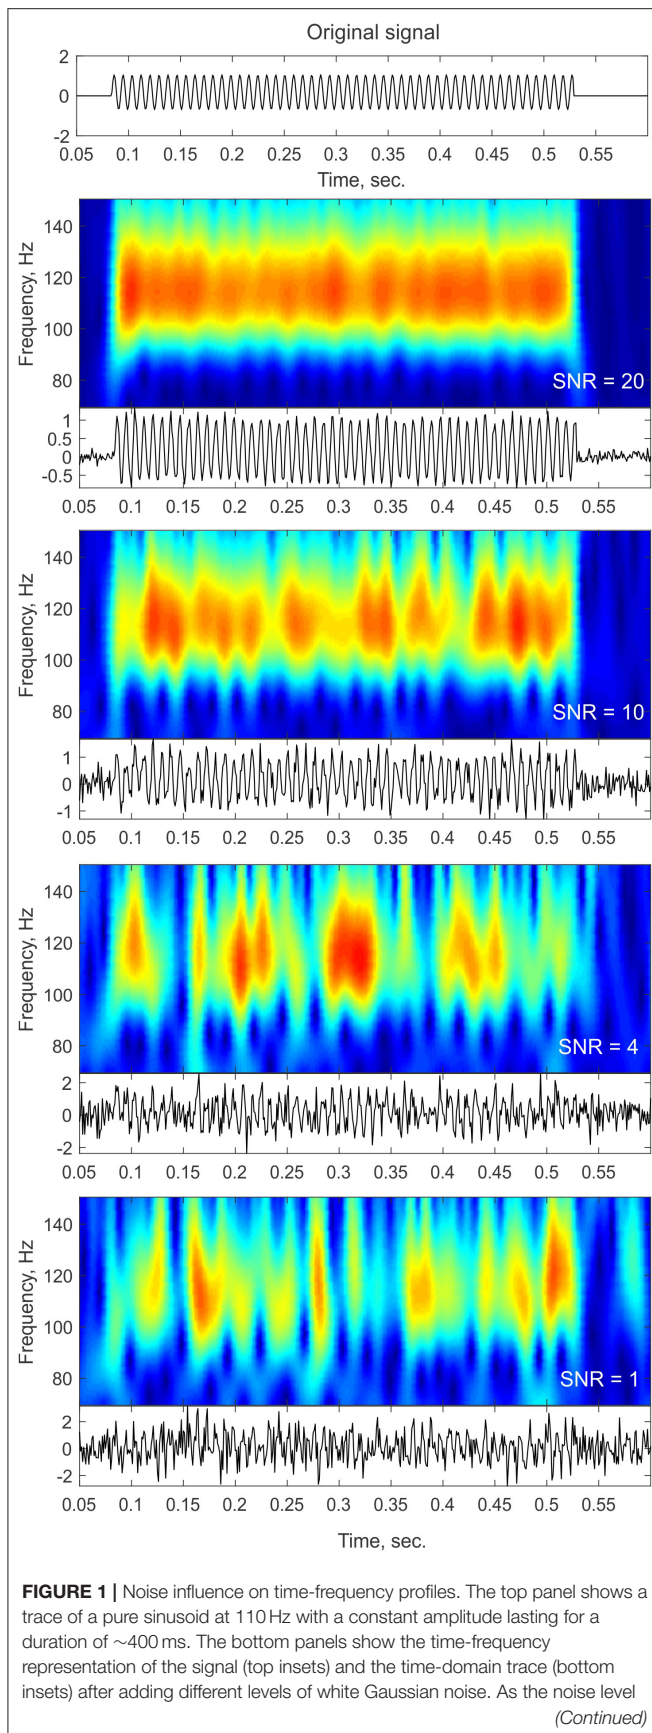 Original signal
2
0
-2
0.05 0.1 0.15 0.2 0.25 0.3 0.35 0.4 0.45 0.5 0.55
Time, sec.
Frequency, Hz
140
120
100
80
SNR = 20
1
0.5
0
-0.5
0.05 0.1 0.15 0.2 0.25 0.3 0.35 0.4 0.45 0.5 0.55
Frequency, Hz
140
120
100
80
SNR = 10
1
0
-1
0.05 0.1 0.15 0.2 0.25 0.3 0.35 0.4 0.45 0.5 0.55
Frequency, Hz
140
120
100
80
SNR = 4
2
0
-2
0.05 0.1 0.15 0.2 0.25 0.3 0.35 0.4 0.45 0.5 0.55
Frequency, Hz
140
120
100
80
SNR = 1
2
0
-2
0.05 0.1 0.15 0.2 0.25 0.3 0.35 0.4 0.45 0.5 0.55
Time, sec.
FIGURE 1 | Noise influence on time-frequency profiles. The top panel shows a
trace of a pure sinusoid at 110 Hz with a constant amplitude lasting for a
duration of ∼400 ms. The bottom panels show the time-frequency
representation of the signal (top insets) and the time-domain trace (bottom
insets) after adding different levels of white Gaussian noise. As the noise level
(Continued)